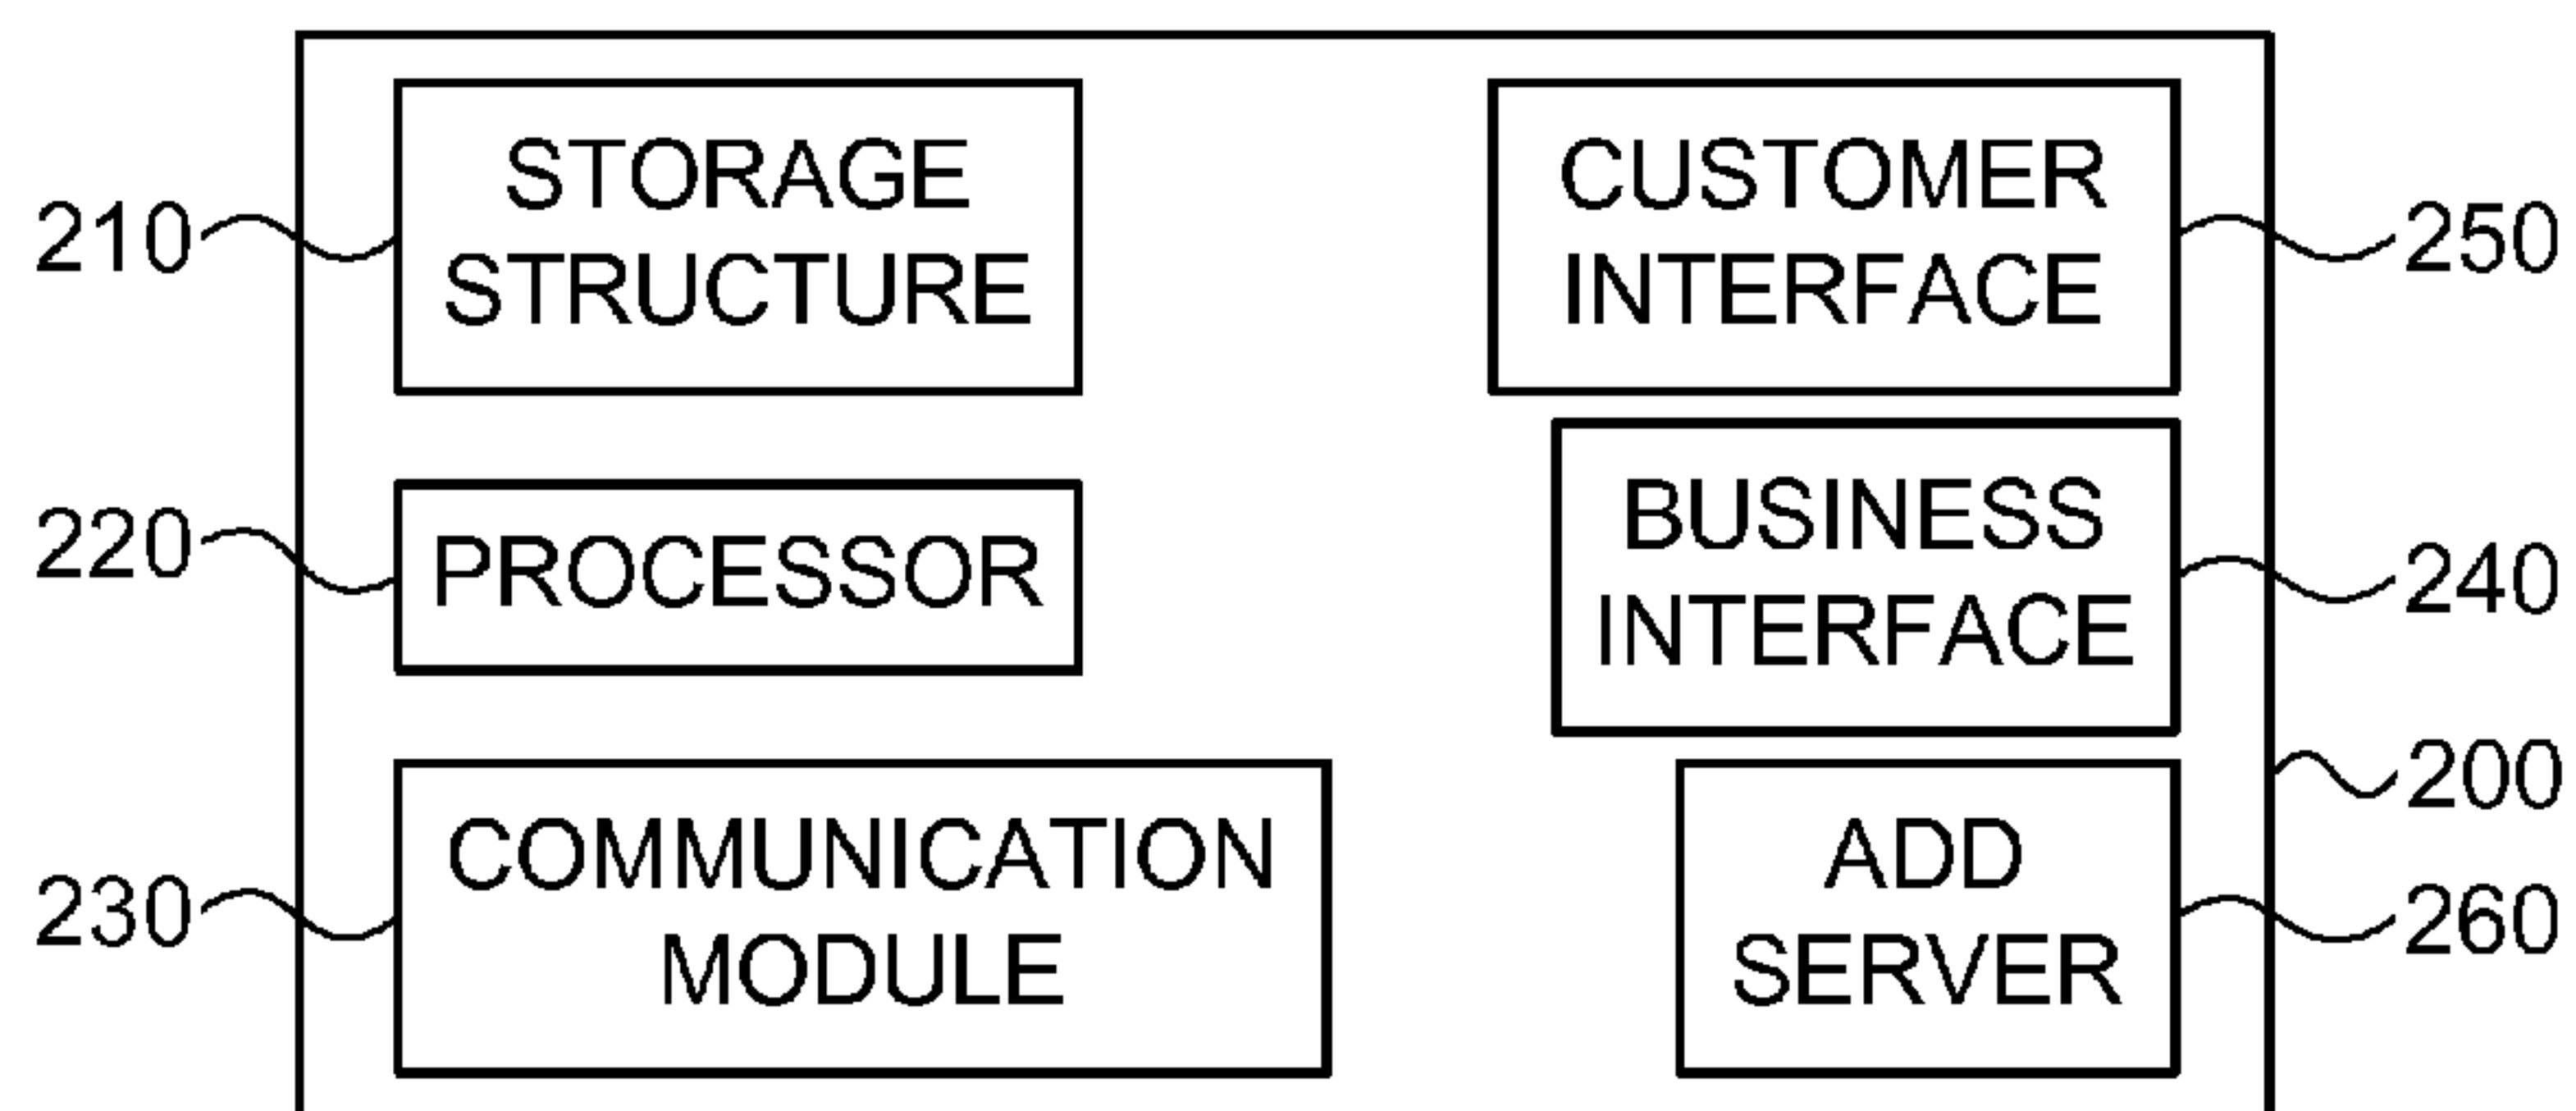 210
STORAGE
STRUCTURE
CUSTOMER
INTERFACE
250
220
PROCESSOR
BUSINESS
INTERFACE
240
200
230
COMMUNICATION
MODULE
ADD
SERVER
260